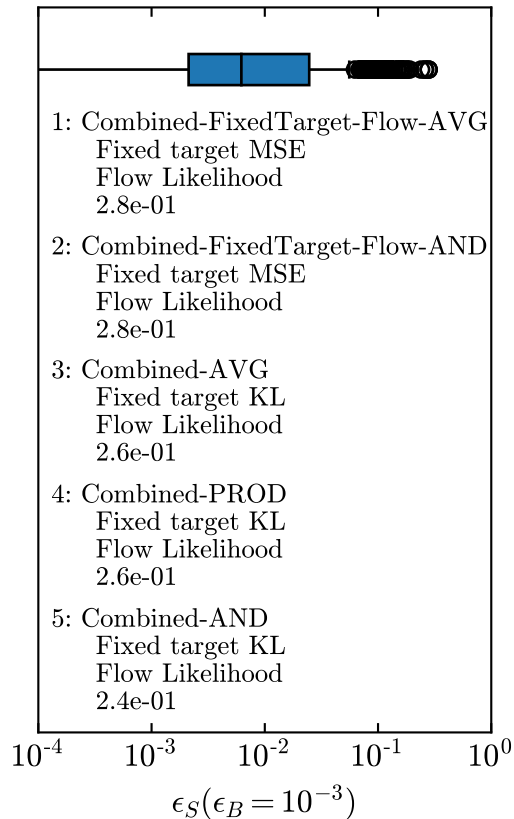 1: Combined-FixedTarget-Flow-AVG
Fixed target MSE
Flow Likelihood
2.8e-01
2: Combined-FixedTarget-Flow-AND
Fixed target MSE
Flow Likelihood
2.8e-01
3: Combined-AVG
Fixed target KL
Flow Likelihood
2.6e-01
4: Combined-PROD
Fixed target KL
Flow Likelihood
2.6e-01
5: Combined-AND
Fixed target KL
Flow Likelihood
2.4e-01
10⁻⁴ 10⁻³ 10⁻² 10⁻¹ 10⁰
ϵ_S(ϵ_B = 10⁻³)